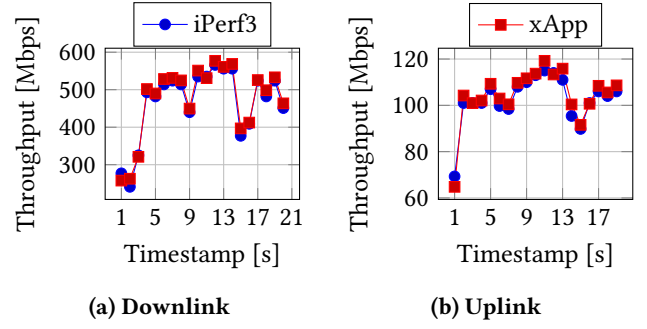 iPerf3
xApp
Throughput [Mbps]
600
500
400
300
1 5 9 13 17 21
Timestamp [s]
(a) Downlink
Throughput [Mbps]
120
100
80
60
1 5 9 13 17
Timestamp [s]
(b) Uplink